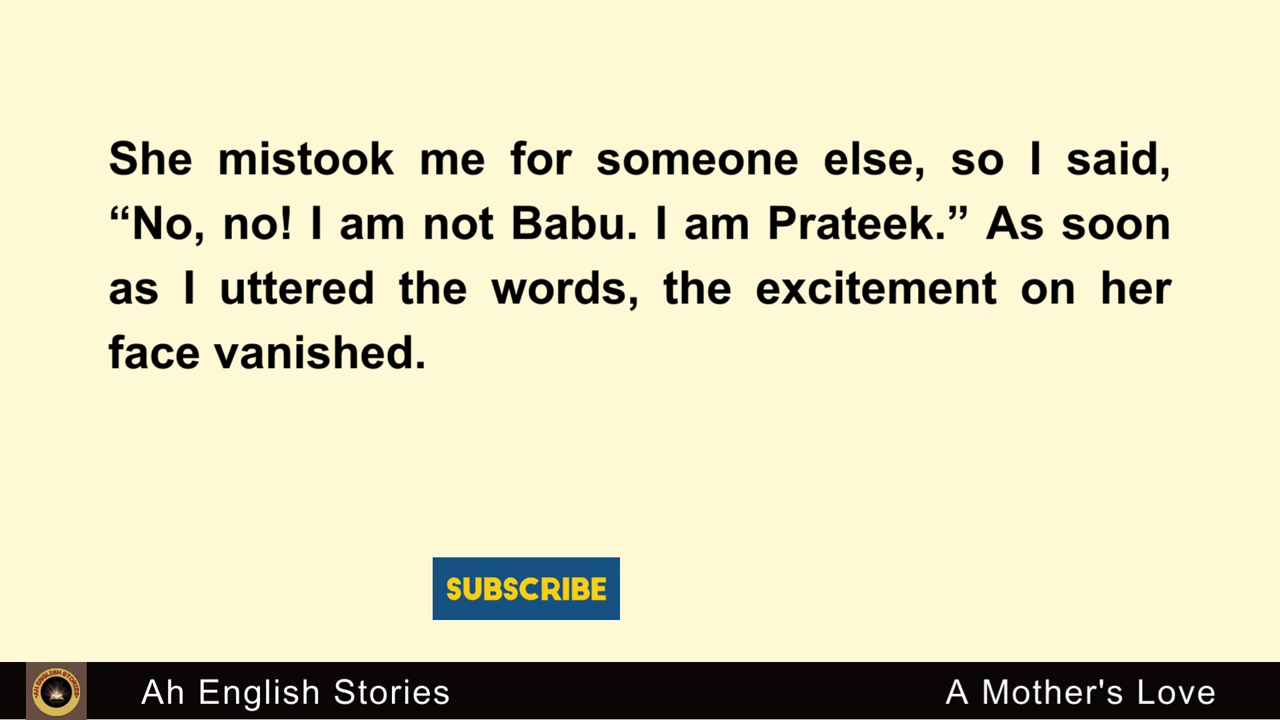 She mistook me for someone else, so I said,
“No, no! I am not Babu. I am Prateek.” As soon
as I uttered the words, the excitement on her
face vanished.
SUBSCRIBE
Ah English Stories
A Mother's Love